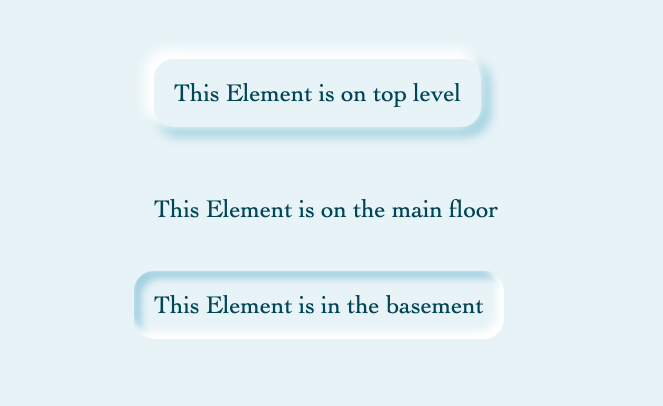 This Element is on top level
This Element is on the main floor
This Element is in the basement